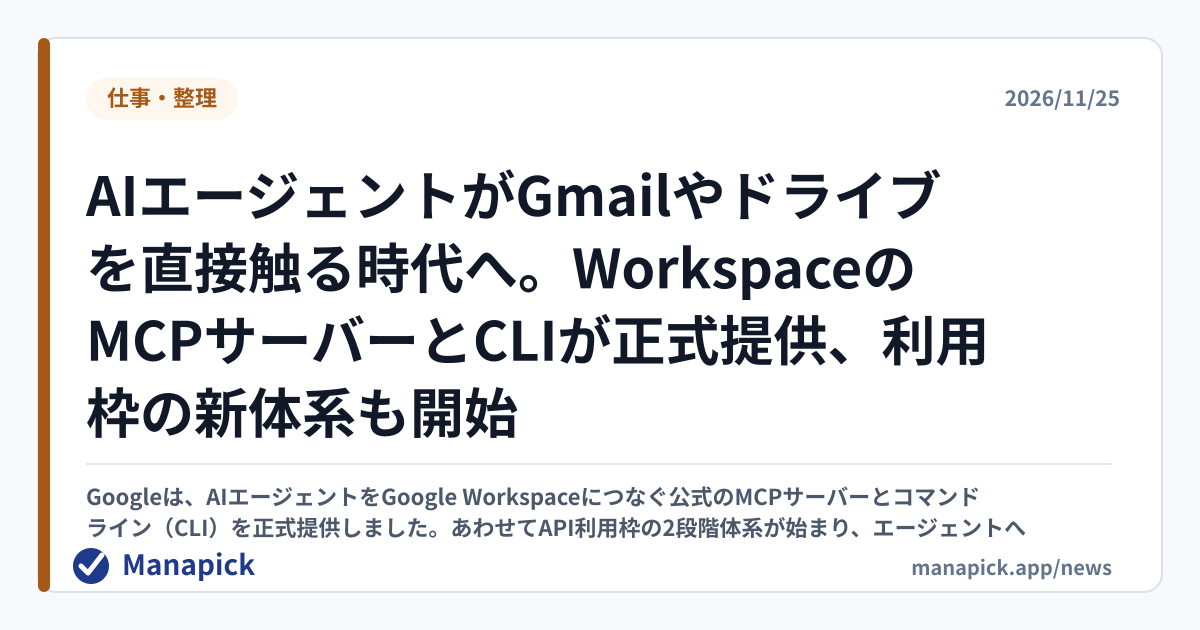 仕事・整理
2026/11/25
AIエージェントがGmailやドライブ
を直接触る時代へ。Workspaceの
MCPサーバーとCLIが正式提供、利用
枠の新体系も開始
Googleは、AIエージェントをGoogle Workspaceにつなぐ公式のMCPサーバーとコマンド
ライン（CLI）を正式提供しました。あわせてAPI利用枠の2段階体系が始まり、エージェントへ
Manapick
manapick.app/news